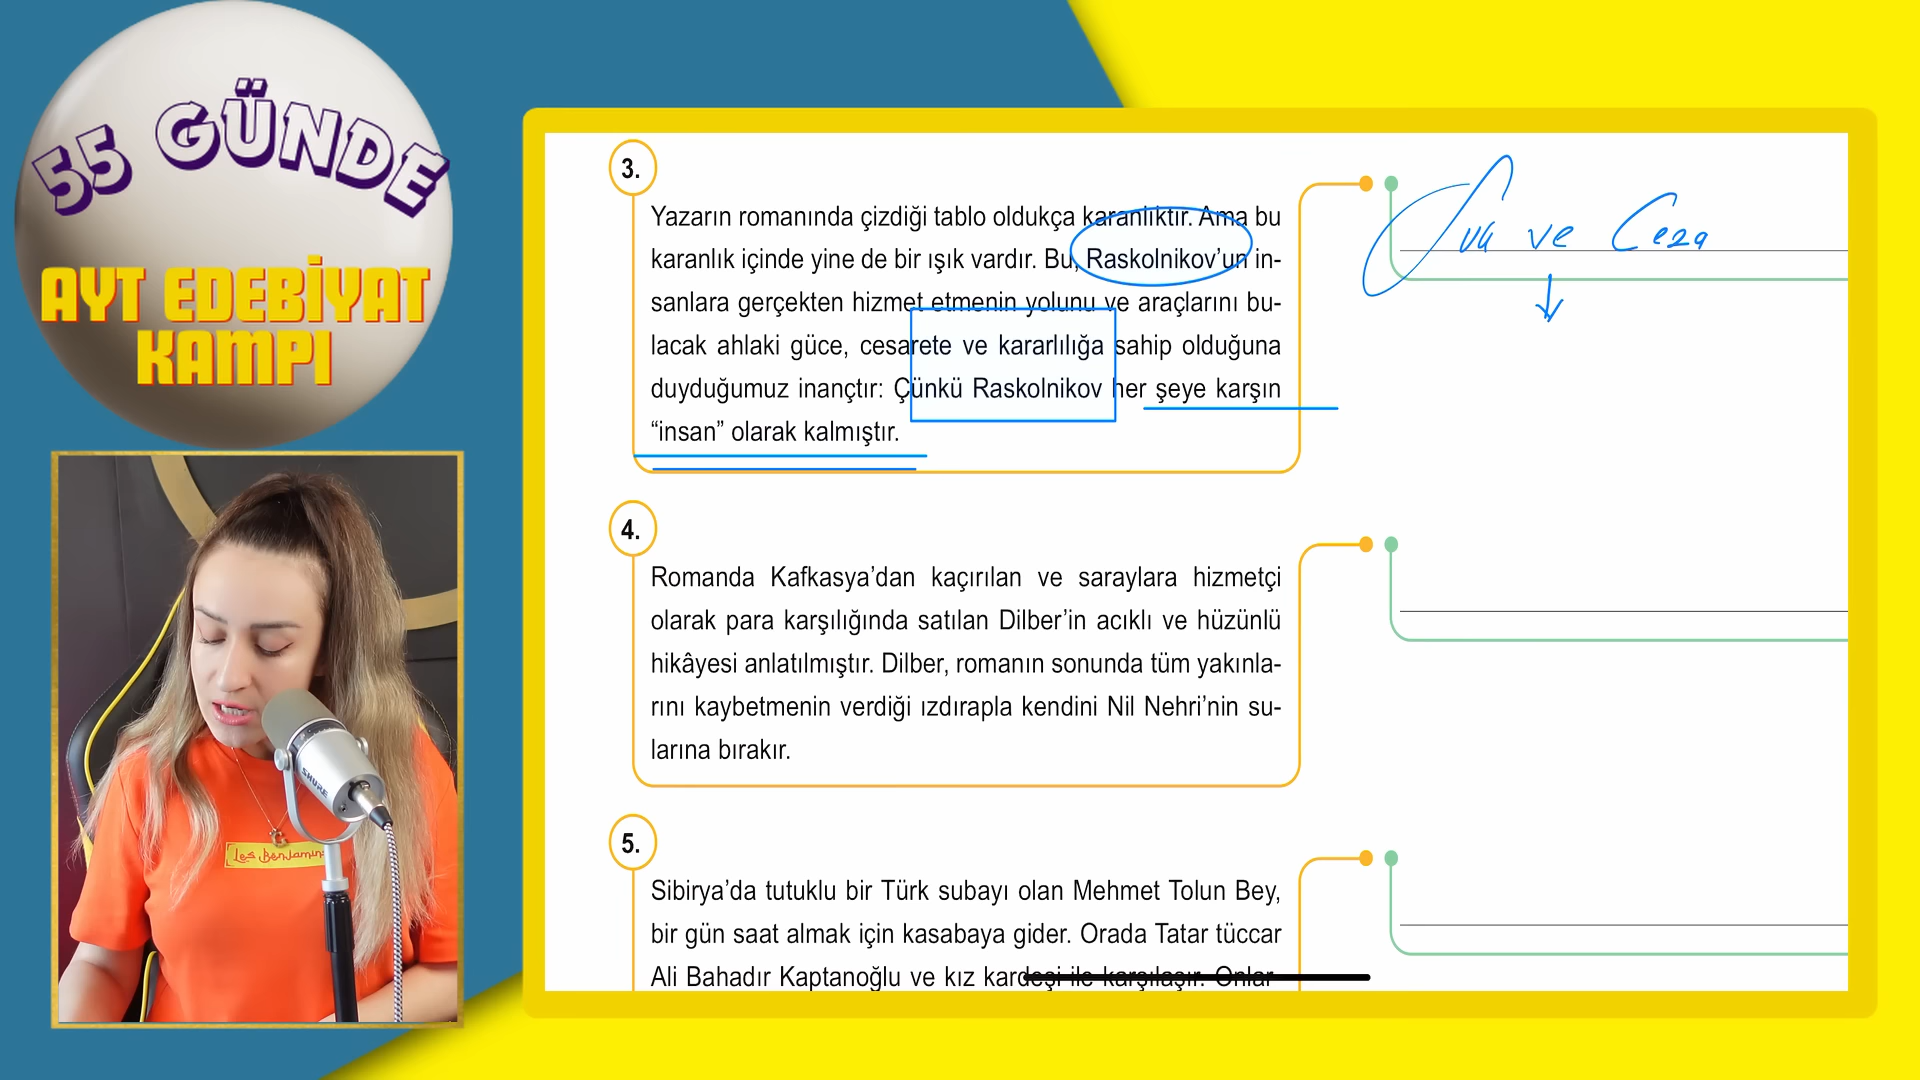 55 GÜNDE
AYT EDEBİYAT
KAMPI
3.
Yazarın romanında çizdiği tablo oldukça karanlıktır. Ama bu
karanlık içinde yine de bir ışık vardır. Bu, Raskolnikov’un in-
sanlara gerçekten hizmet etmenin yolunu ve araçlarını bu-
lacak ahlaki güce, cesarete ve kararlılığa sahip olduğuna
duyduğumuz inançtır: Çünkü Raskolnikov her şeye karşın
“insan” olarak kalmıştır.
Suç ve Ceza
4.
Romanda Kafkasya’dan kaçırılan ve saraylara hizmetçi
olarak para karşılığında satılan Dilber’in acıklı ve hüzünlü
hikâyesi anlatılmıştır. Dilber, romanın sonunda tüm yakınla-
rını kaybetmenin verdiği ızdırapla kendini Nil Nehri’nin su-
larına bırakır.
5.
Sibirya’da tutuklu bir Türk subayı olan Mehmet Tolun Bey,
bir gün saat almak için kasabaya gider. Orada Tatar tüccar
Ali Bahadır Kaptanoğlu ve kız kardeşi ile karşılaşır. Onlar
SHURE
Les Benjamins